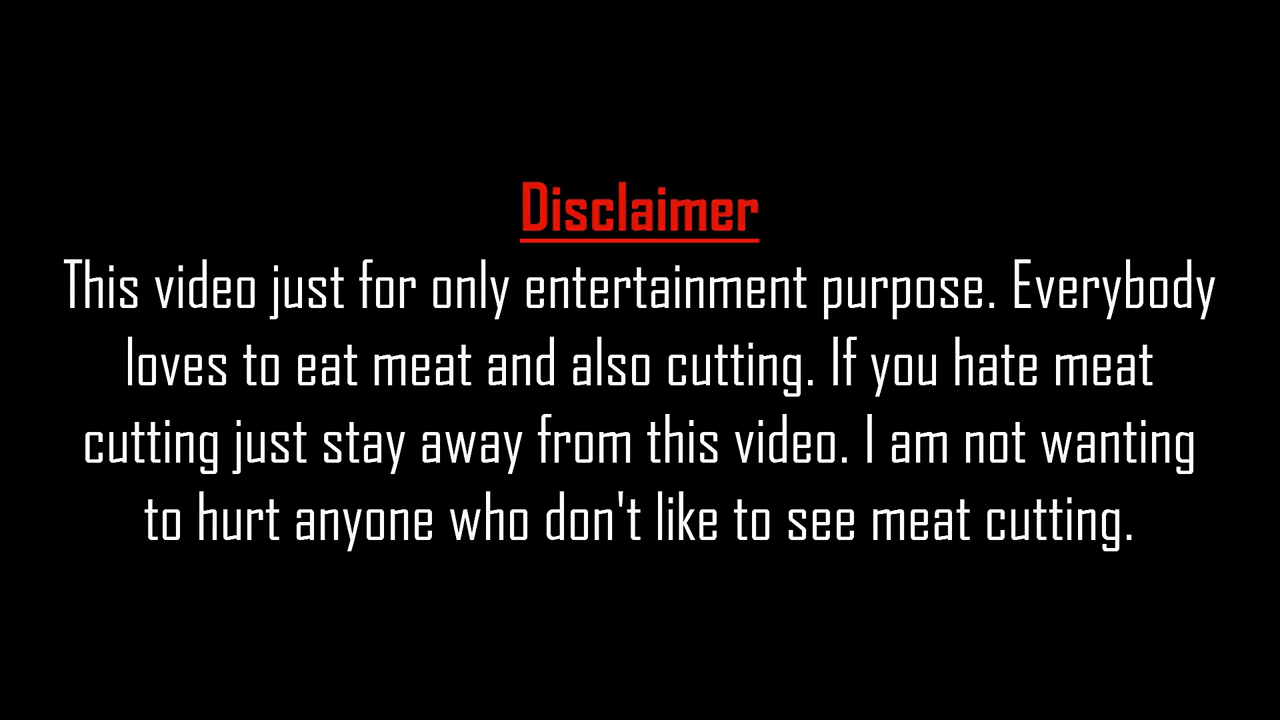 Disclaimer
This video just for only entertainment purpose. Everybody
loves to eat meat and also cutting. If you hate meat
cutting just stay away from this video. I am not wanting
to hurt anyone who don't like to see meat cutting.